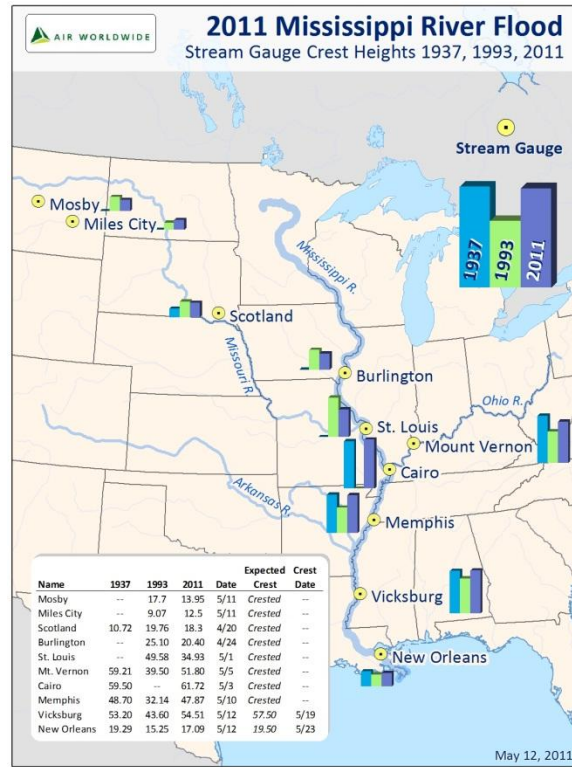 AIR WORLDWIDE
2011 Mississippi River Flood
Stream Gauge Crest Heights 1937, 1993, 2011
Stream Gauge
1937
1993
2011
Mosby
Miles City
Mississippi R.
Scotland
Missouri R.
Burlington
Ohio R.
St. Louis
Mount Vernon
Cairo
Arkansas R.
Memphis
Vicksburg
New Orleans
Name 1937 1993 2011 Date Expected Crest Crest Date
Mosby -- 17.7 13.95 5/11 Crested --
Miles City -- 9.07 12.5 5/11 Crested --
Scotland 10.72 19.76 18.3 4/20 Crested --
Burlington -- 25.10 20.40 4/24 Crested --
St. Louis -- 49.58 34.93 5/1 Crested --
Mt. Vernon 59.21 39.50 51.80 5/5 Crested --
Cairo 59.50 -- 61.72 5/3 Crested --
Memphis 48.70 32.14 47.87 5/10 Crested --
Vicksburg 53.20 43.60 54.51 5/12 57.50 5/19
New Orleans 19.29 15.25 17.09 5/12 19.50 5/23
May 12, 2011